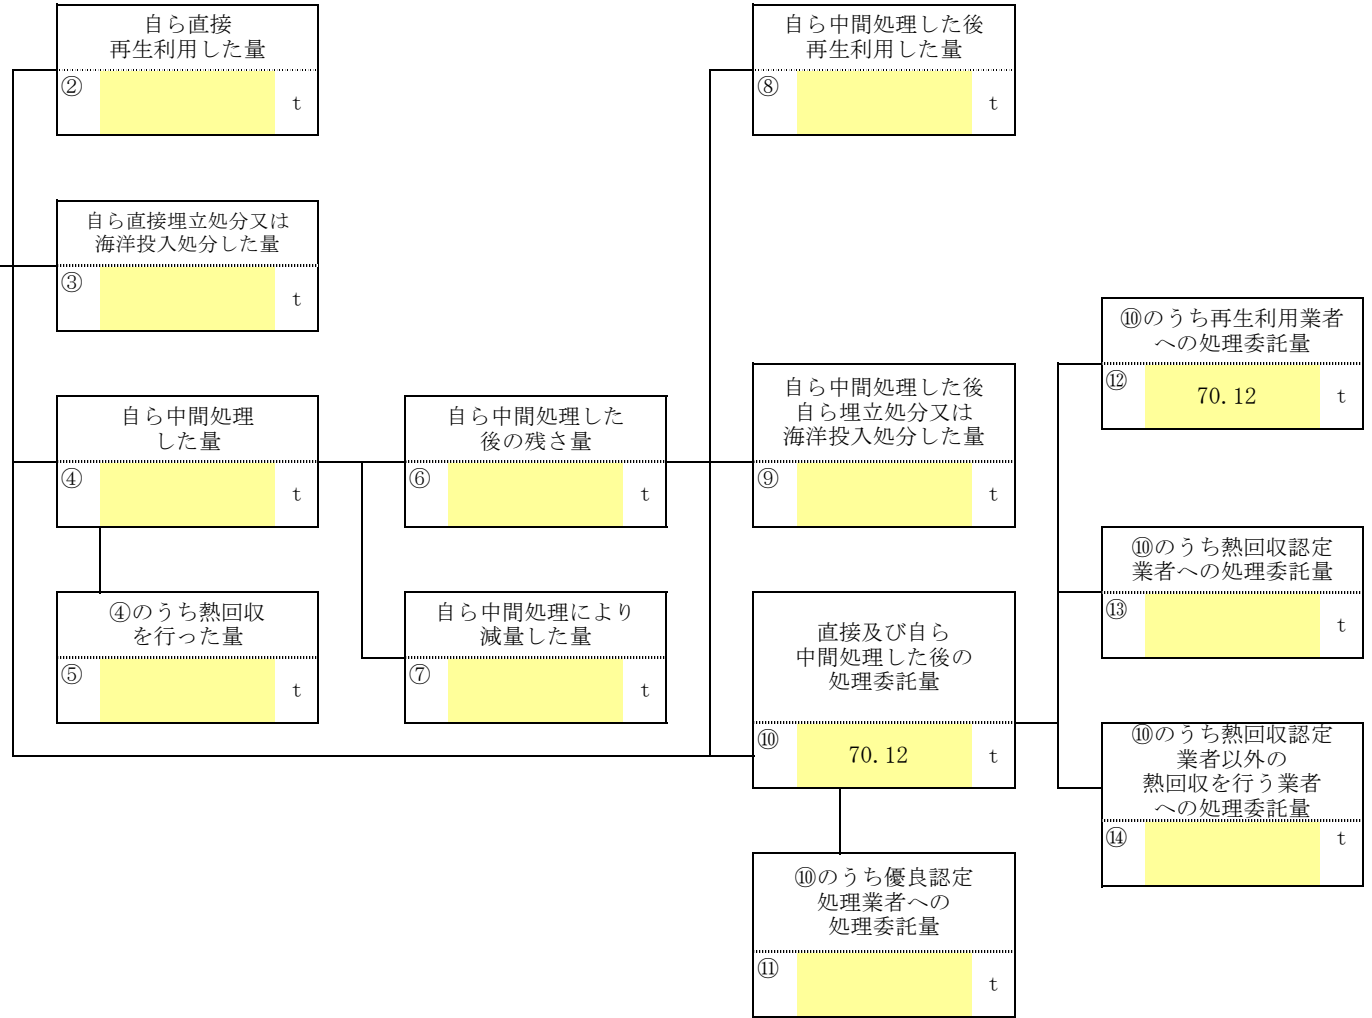 自ら直接
再生利用した量
②
t
自ら中間処理した後
再生利用した量
⑧
t
自ら直接埋立処分又は
海洋投入処分した量
③
t
⑩のうち再生利用業者
への処理委託量
⑫ 70.12 t
自ら中間処理
した量
④
t
自ら中間処理した
後の残さ量
⑥
t
自ら中間処理した後
自ら埋立処分又は
海洋投入処分した量
⑨
t
⑩のうち熱回収認定
業者への処理委託量
⑬
t
④のうち熱回収
を行った量
⑤
t
自ら中間処理により
減量した量
⑦
t
直接及び自ら
中間処理した後の
処理委託量
⑩ 70.12 t
⑩のうち熱回収認定
業者以外の
熱回収を行う業者
への処理委託量
⑭
t
⑩のうち優良認定
処理業者への
処理委託量
⑪
t